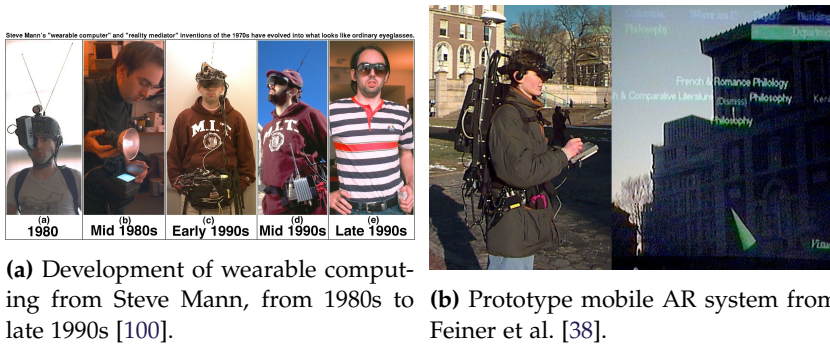 Steve Mann's "wearable computer" and "reality mediator" inventions of the 1970s have evolved into what looks like ordinary eyeglasses.
M.I.T.
M.I.T.
(a)
1980
(b)
Mid 1980s
(c)
Early 1990s
(d)
Mid 1990s
(e)
Late 1990s
Philosophy
French & Romance Philology
& Comparative Literature
(Dismiss)
Philosophy
Philosophy
(a) Development of wearable comput-
ing from Steve Mann, from 1980s to
late 1990s [100].
(b) Prototype mobile AR system from
Feiner et al. [38].